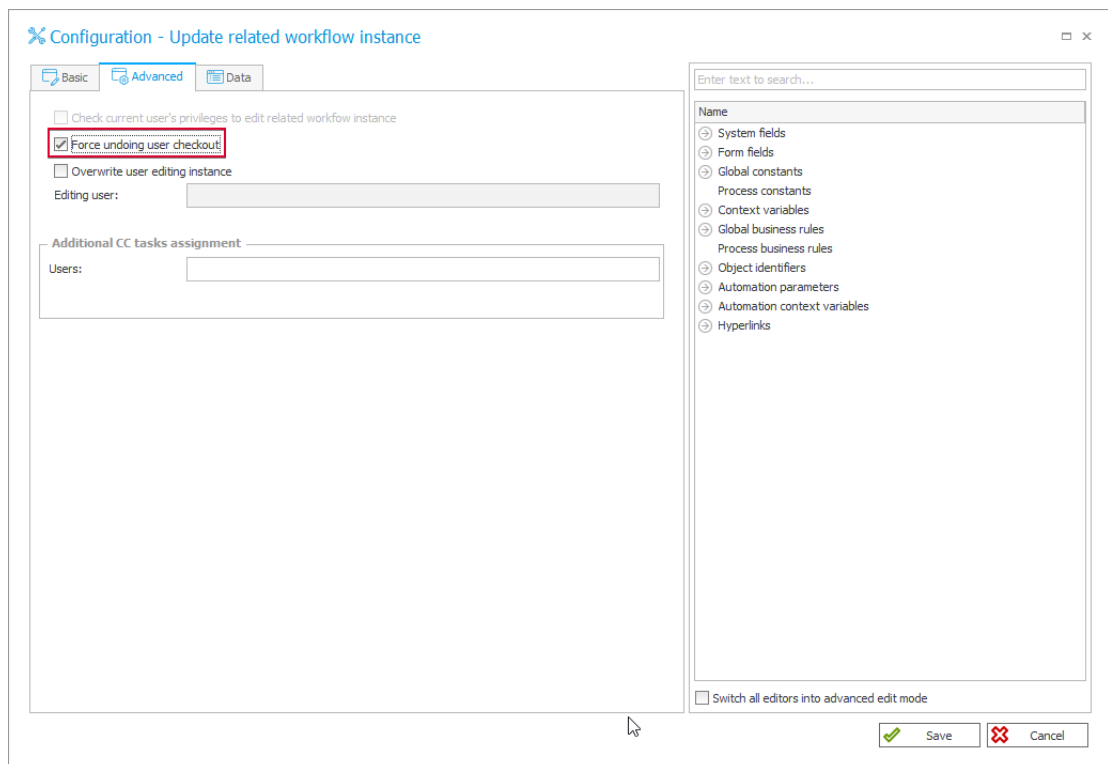 Configuration - Update related workflow instance
Basic
Advanced
Data
Check current user's privileges to edit related workfow instance
Force undoing user checkout
Overwrite user editing instance
Editing user:
Additional CC tasks assignment
Users:
Enter text to search...
Name
System fields
Form fields
Global constants
Process constants
Context variables
Global business rules
Process business rules
Object identifiers
Automation parameters
Automation context variables
Hyperlinks
Switch all editors into advanced edit mode
Save
Cancel